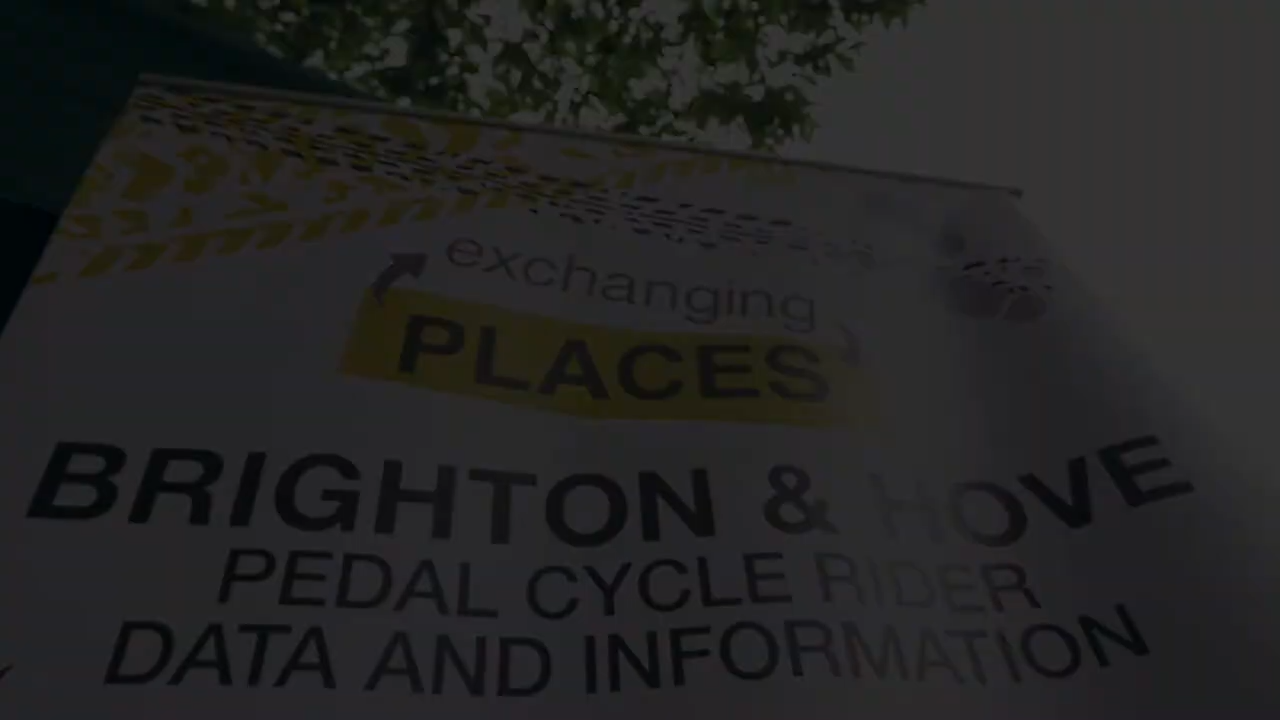 exchanging
PLACES
BRIGHTON & HOVE
PEDAL CYCLE RIDER
DATA AND INFORMATION